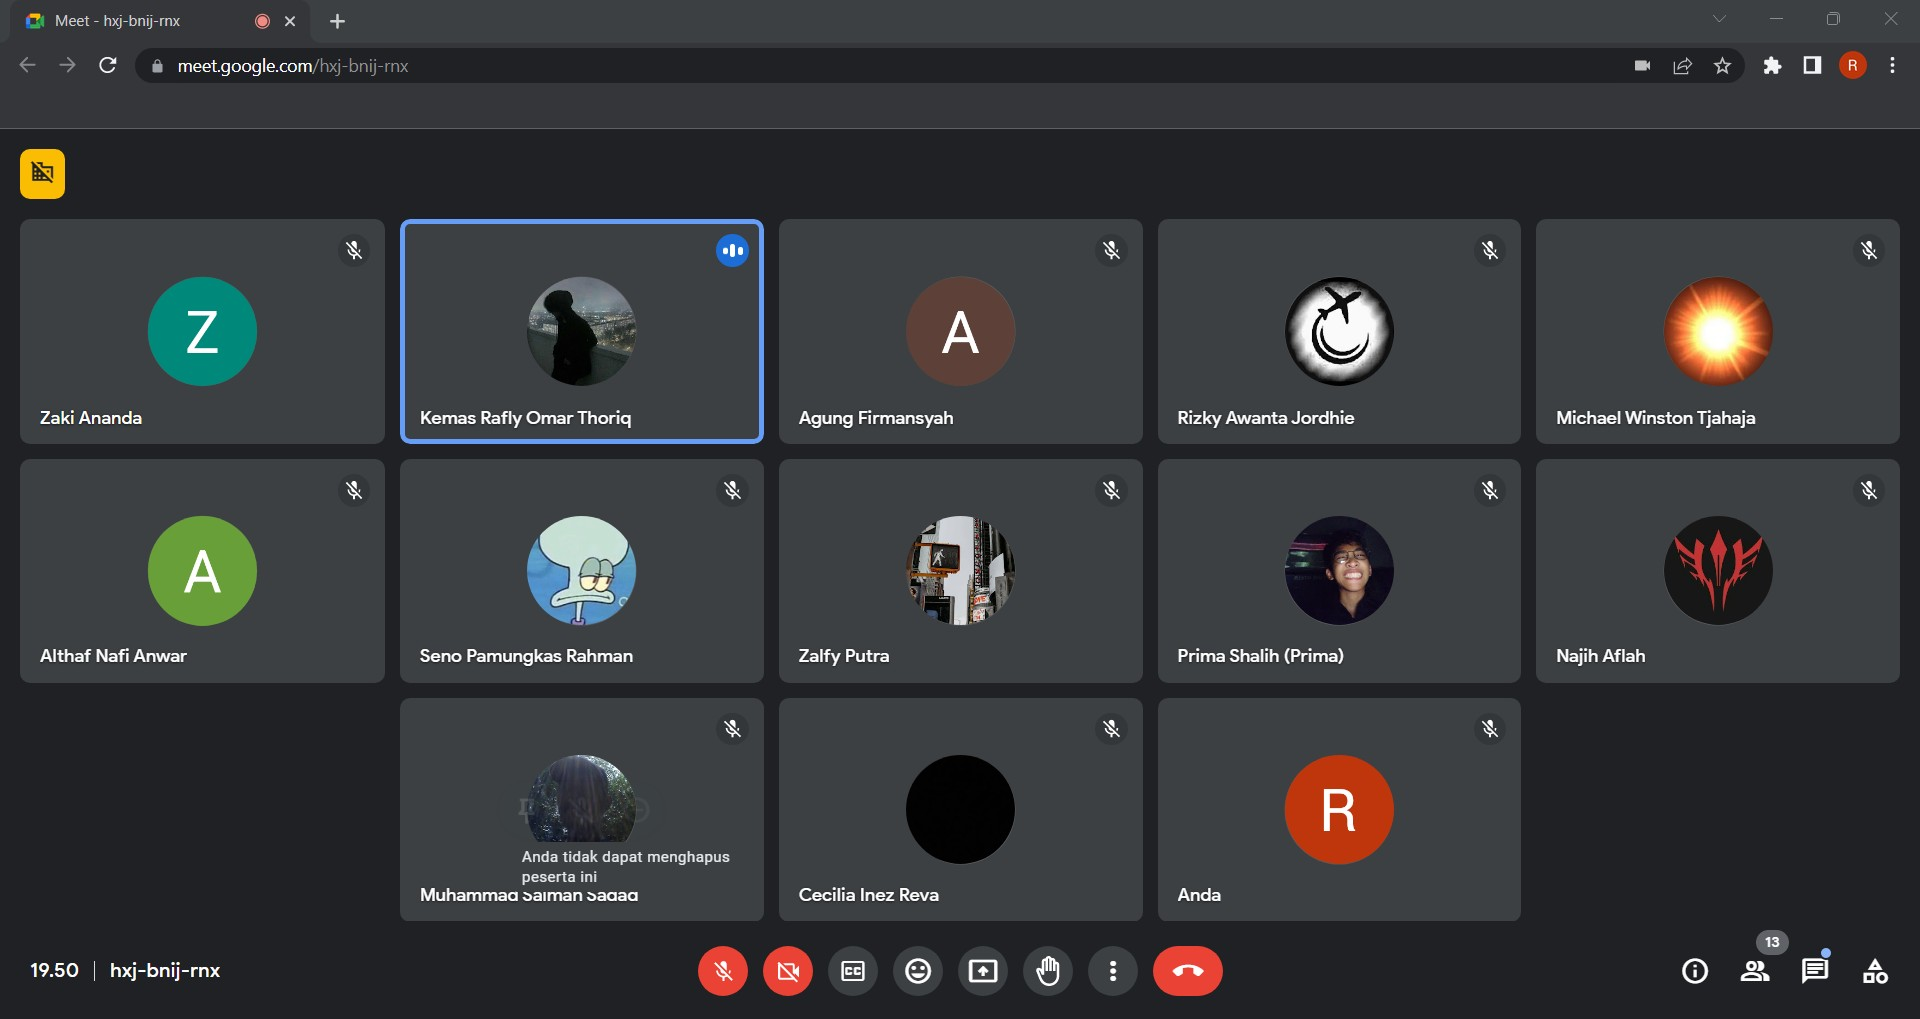 Meet - hxj-bnij-rnx
meet.google.com/hxj-bnij-rnx
R
Z
Zaki Ananda
Kemas Rafly Omar Thoriq
A
Agung Firmansyah
Rizky Awanta Jordhie
Michael Winston Tjahaja
A
Althaf Nafi Anwar
Seno Pamungkas Rahman
Zalfy Putra
Prima Shalih (Prima)
Najih Aflah
Anda tidak dapat menghapus
peserta ini
Muhammad Salman Sadad
Cecilia Inez Reva
R
Anda
19.50 | hxj-bnij-rnx
CC
13